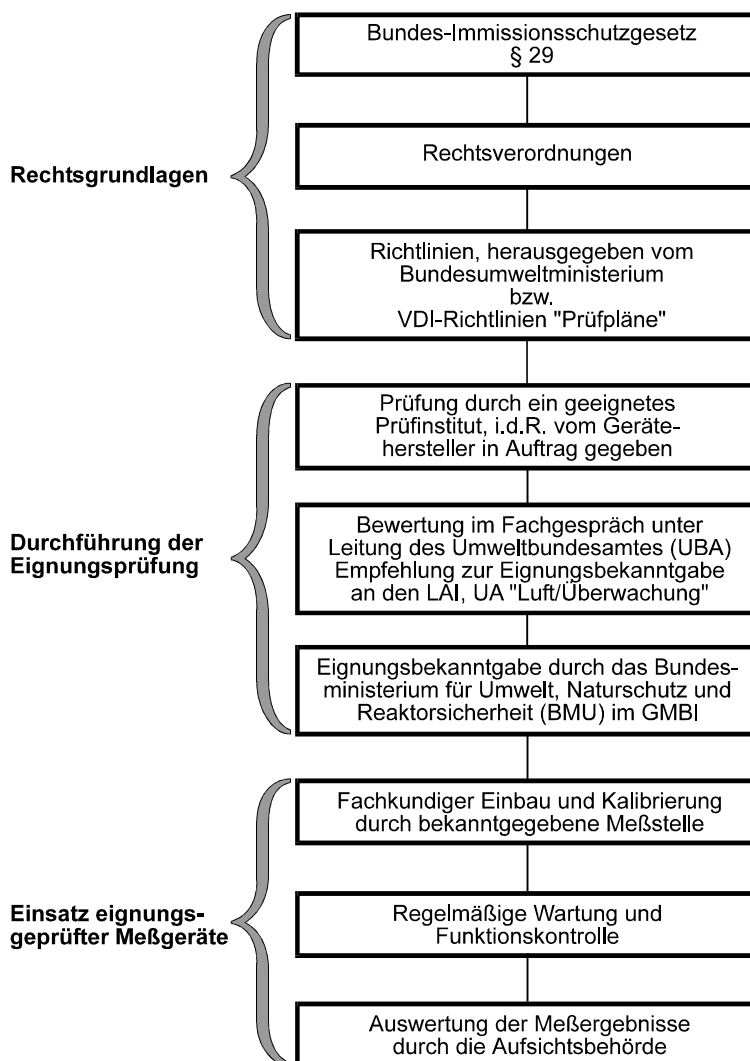 Bundes-Immissionsschutzgesetz
§ 29
Rechtsverordnungen
Rechtsgrundlagen
Richtlinien, herausgegeben vom
Bundesumweltministerium
bzw.
VDI-Richtlinien "Prüfpläne"
Prüfung durch ein geeignetes
Prüfinstitut, i.d.R. vom Geräte-
hersteller in Auftrag gegeben
Durchführung der
Eignungsprüfung
Bewertung im Fachgespräch unter
Leitung des Umweltbundesamtes (UBA)
Empfehlung zur Eignungsbekanntgabe
an den LAI, UA "Luft/Überwachung"
Eignungsbekanntgabe durch das Bundes-
ministerium für Umwelt, Naturschutz und
Reaktorsicherheit (BMU) im GMBI
Fachkundiger Einbau und Kalibrierung
durch bekanntgegebene Meßstelle
Einsatz eignungs-
geprüfter Meßgeräte
Regelmäßige Wartung und
Funktionskontrolle
Auswertung der Meßergebnisse
durch die Aufsichtsbehörde